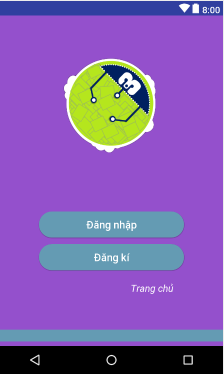 8:00
Đăng nhập
Đăng kí
Trang chủ